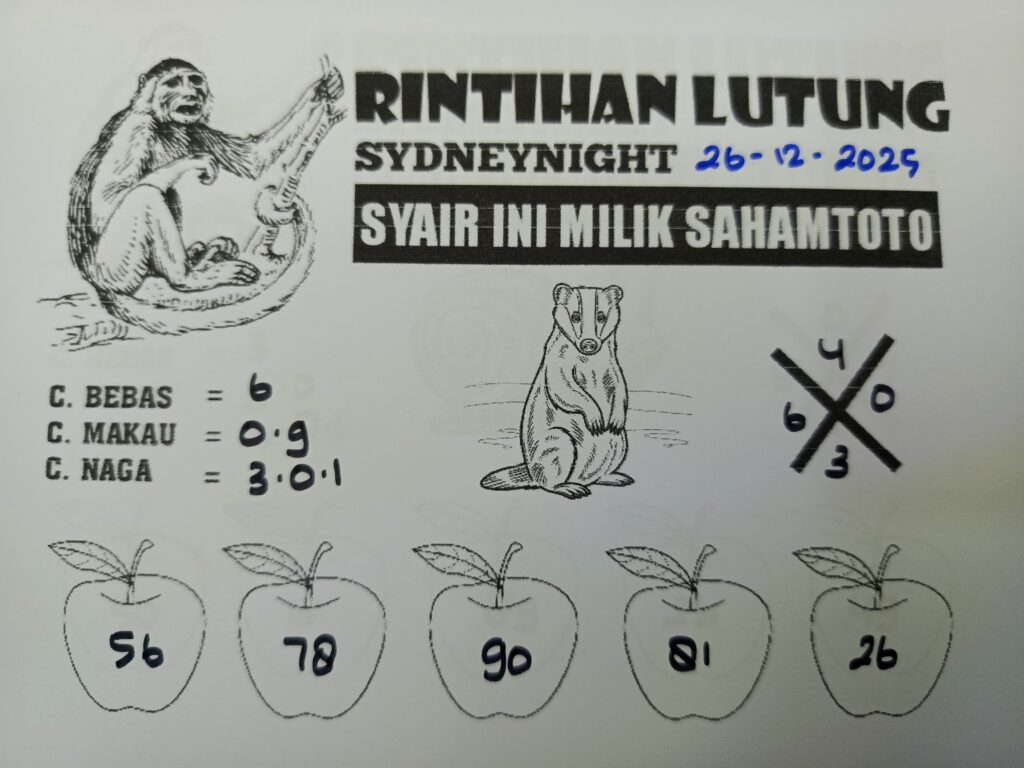 RINTIHAN LUTUNG
SYDNEYNIGHT 26-12-2025
SYAIR INI MILIK SAHAMTOTO
C. BEBAS = 6
C. MAKAU = 0.9
C. NAGA = 3.0.1
4
6 0
3
56 78 90 81 26